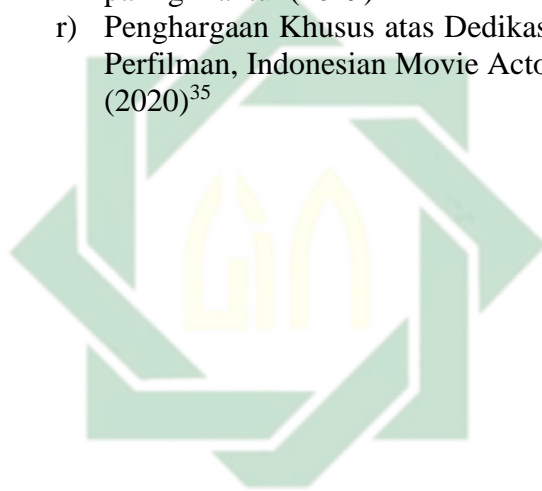 r) Penghargaan Khusus atas Dedikas
Perfilman, Indonesian Movie Acto
(2020)³⁵